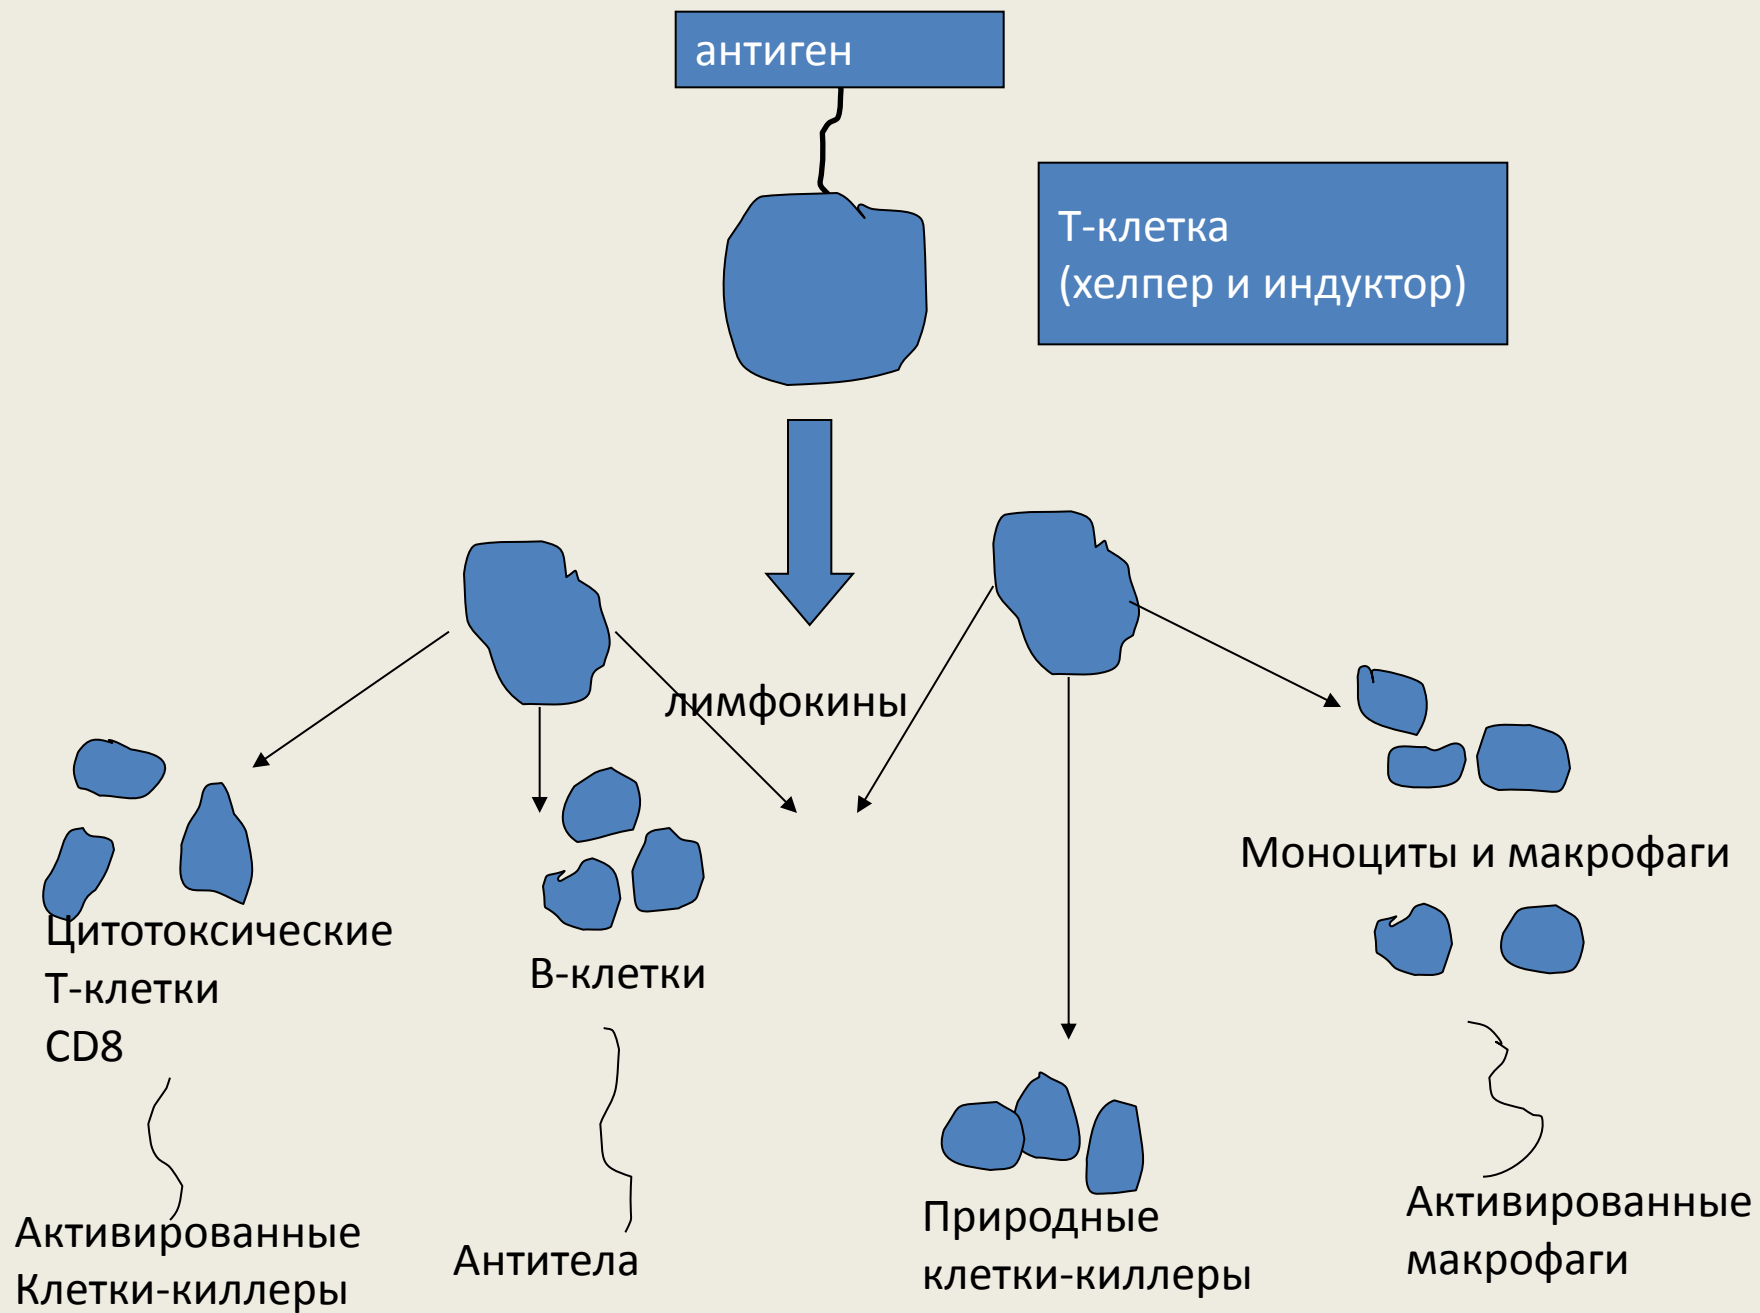 антиген
Т-клетка
(хелпер и индуктор)
лимфокины
Моноциты и макрофаги
Цитотоксические
Т-клетки
CD8
В-клетки
Активированные
Клетки-киллеры
Антитела
Природные
клетки-киллеры
Активированные
макрофаги